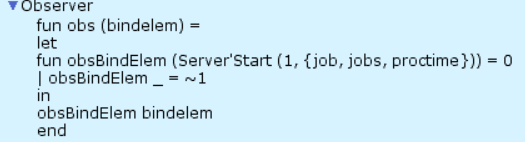 Observer
fun obs (bindelem) =
let
fun obsBindElem (Server'Start (1, {job, jobs, proctime})) = 0
| obsBindElem _ = ~1
in
obsBindElem bindelem
end